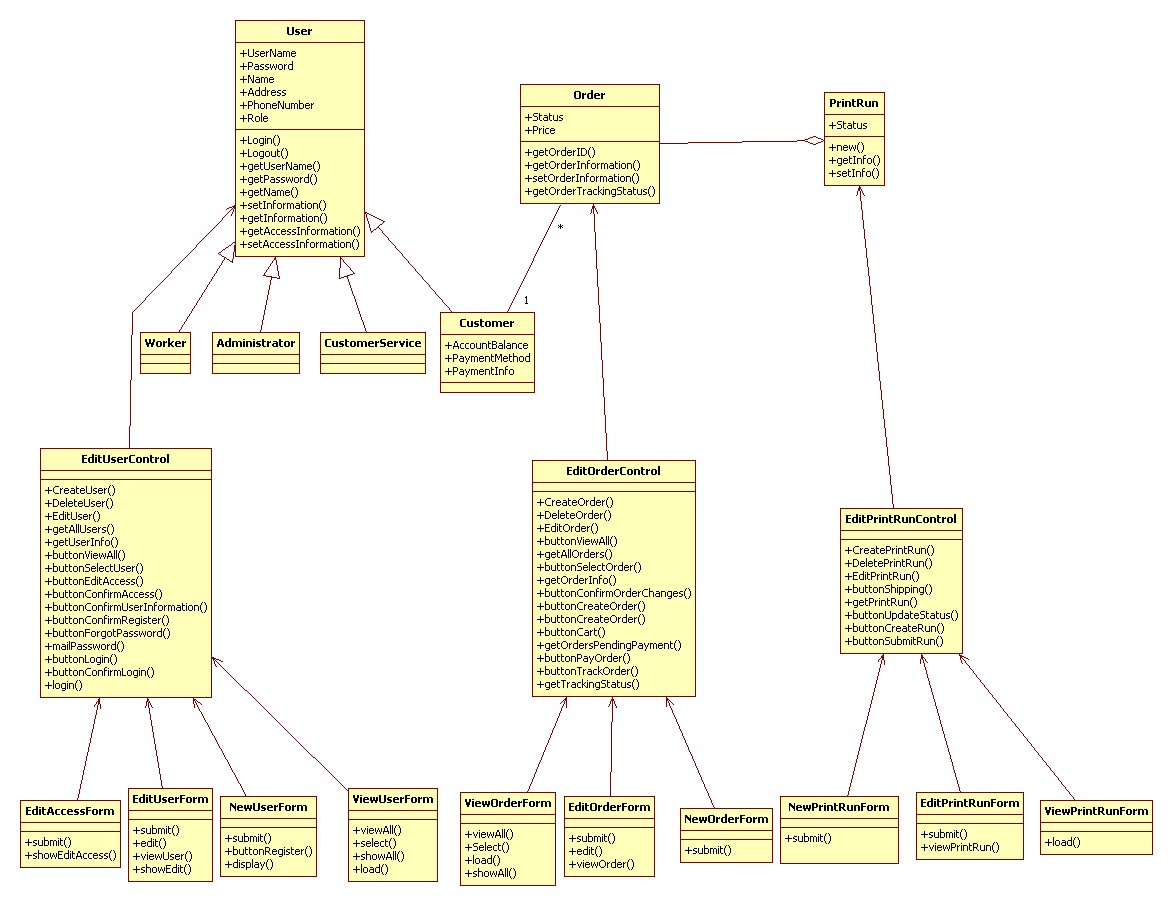 User
+UserName
+Password
+Name
+Address
+PhoneNumber
+Role
+Login()
+Logout()
+getUserName()
+getPassword()
+getName()
+setInformation()
+getInformation()
+getAccessInformation()
+setAccessInformation()
Order
+Status
+Price
+getOrderID()
+getOrderInformation()
+setOrderInformation()
+getOrderTrackingStatus()
PrintRun
+Status
+new()
+getInfo()
+setInfo()
*
1
Worker
Administrator
CustomerService
Customer
+AccountBalance
+PaymentMethod
+PaymentInfo
EditUserControl
+CreateUser()
+DeleteUser()
+EditUser()
+getAllUsers()
+getUserInfo()
+buttonViewAll()
+buttonSelectUser()
+buttonEditAccess()
+buttonConfirmAccess()
+buttonConfirmUserInformation()
+buttonConfirmRegister()
+buttonForgotPassword()
+mailPassword()
+buttonLogin()
+buttonConfirmLogin()
+login()
EditOrderControl
+CreateOrder()
+DeleteOrder()
+EditOrder()
+buttonViewAll()
+getAllOrders()
+buttonSelectOrder()
+getOrderInfo()
+buttonConfirmOrderChanges()
+buttonCreateOrder()
+buttonCreateOrder()
+buttonCart()
+getOrdersPendingPayment()
+buttonPayOrder()
+buttonTrackOrder()
+getTrackingStatus()
EditPrintRunControl
+CreatePrintRun()
+DeletePrintRun()
+EditPrintRun()
+buttonShipping()
+getPrintRun()
+buttonUpdateStatus()
+buttonCreateRun()
+buttonSubmitRun()
EditAccessForm
+submit()
+showEditAccess()
EditUserForm
+submit()
+edit()
+viewUser()
+showEdit()
NewUserForm
+submit()
+buttonRegister()
+display()
ViewUserForm
+viewAll()
+select()
+showAll()
+load()
ViewOrderForm
+viewAll()
+Select()
+load()
+showAll()
EditOrderForm
+submit()
+edit()
+viewOrder()
NewOrderForm
+submit()
NewPrintRunForm
+submit()
EditPrintRunForm
+submit()
+viewPrintRun()
ViewPrintRunForm
+load()